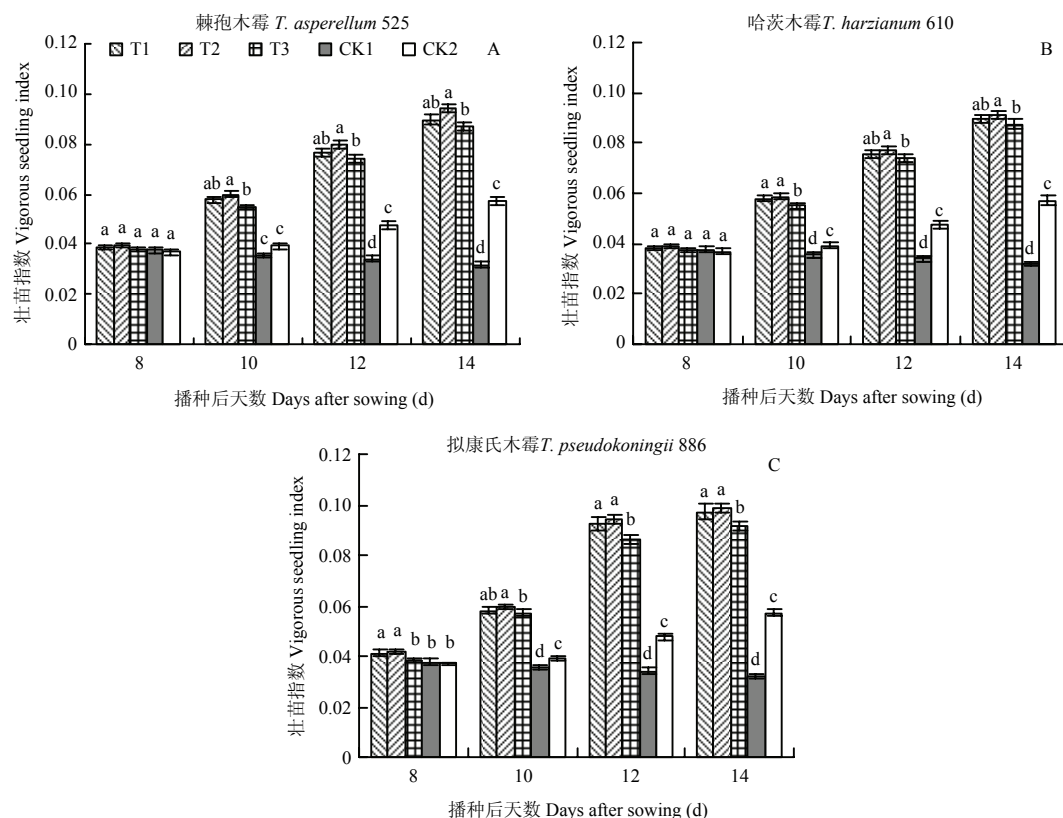 棘孢木霉 T. asperellum 525
0.12
T1 T2 T3 CK1 CK2 A
0.10
0.08
0.06
0.04
0.02
0
壮苗指数 Vigorous seedling index
a a a a a
ab a b c c
ab a b d c
ab a b d c
8 10 12 14
播种后天数 Days after sowing (d)
哈茨木霉T. harzianum 610
B
0.12
0.10
0.08
0.06
0.04
0.02
0
壮苗指数 Vigorous seedling index
a a a a a
a a b c c
ab a b d c
ab a b d c
8 10 12 14
播种后天数 Days after sowing (d)
拟康氏木霉T. pseudokoningii 886
C
0.12
0.10
0.08
0.06
0.04
0.02
0
壮苗指数 Vigorous seedling index
a a b b b
ab a b d c
a a b d c
a a b d c
8 10 12 14
播种后天数 Days after sowing (d)